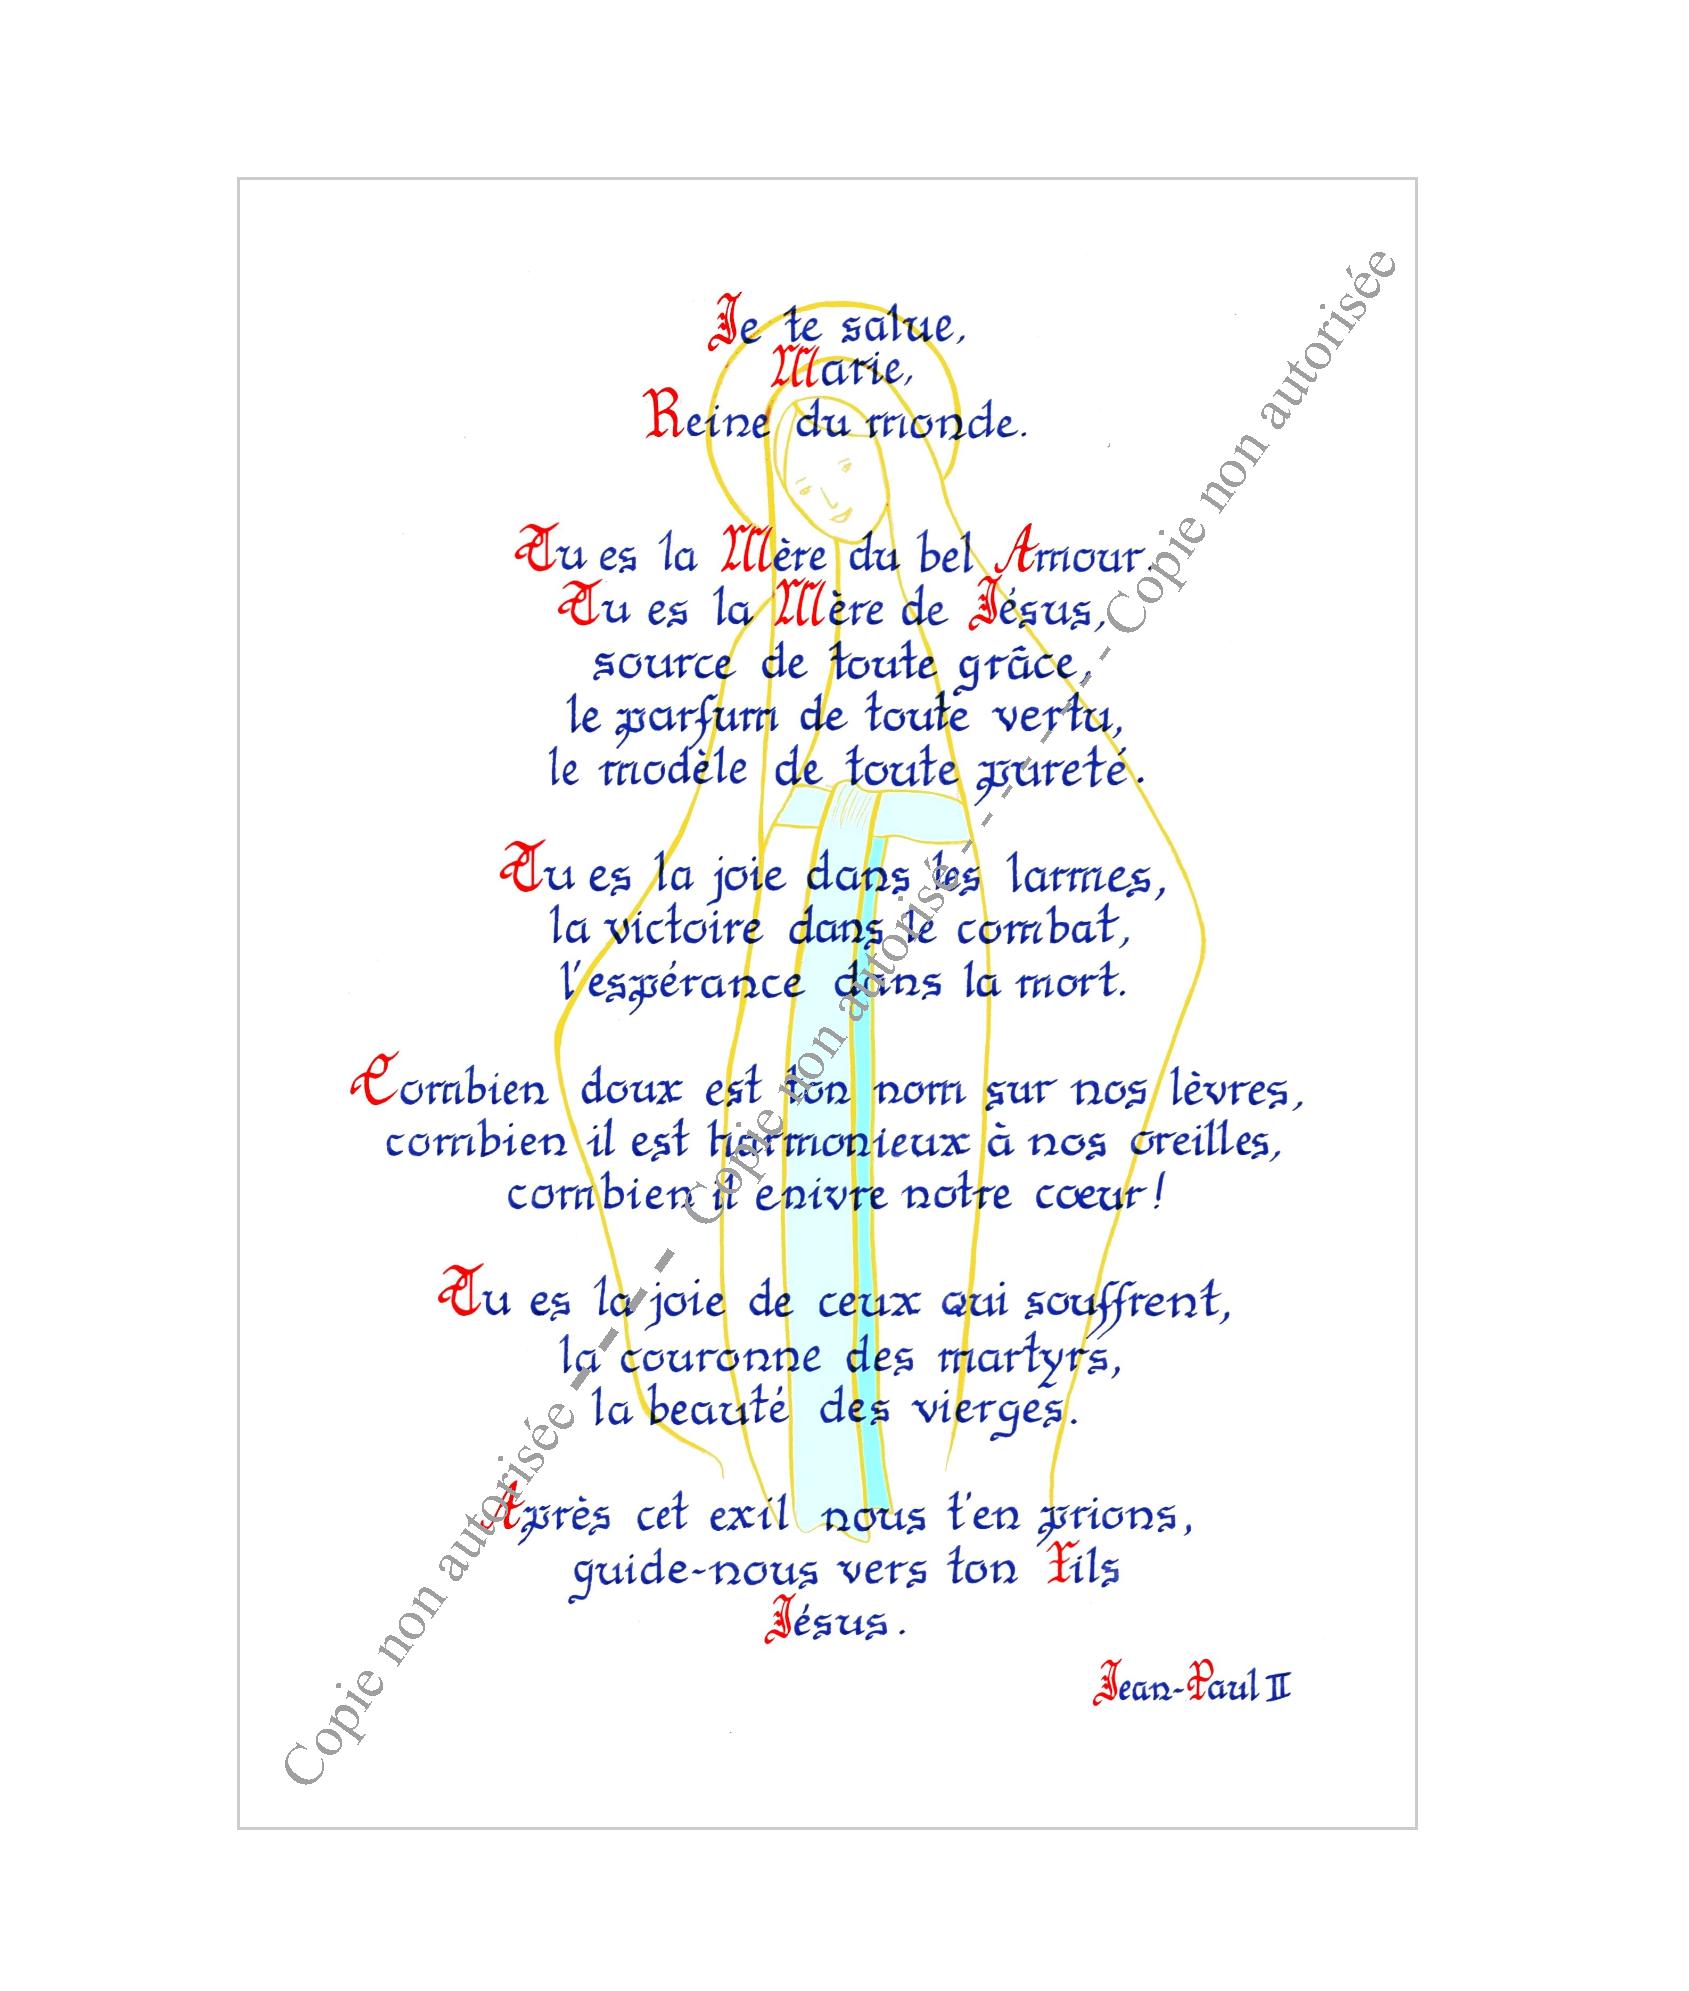 Je te salue,
Marie,
Reine du monde.
Tu es la Mère du bel Amour.
Tu es la Mère de Jésus,
source de toute grâce,
le parfum de toute vertu,
le modèle de toute pureté.
Tu es la joie dans les larmes,
la victoire dans le combat,
l'espérance dans la mort.
Combien doux est ton nom sur nos lèvres,
combien il est harmonieux à nos oreilles,
combien il enivre notre cœur!
Tu es la joie de ceux qui souffrent,
la couronne des martyrs,
la beauté des vierges.
Après cet exil nous t'en prions,
guide-nous vers ton Fils
Jésus.
Jean-Paul II
Copie non autorisée - - - - Copie non autorisée - - - - - - - - Copie non autorisée